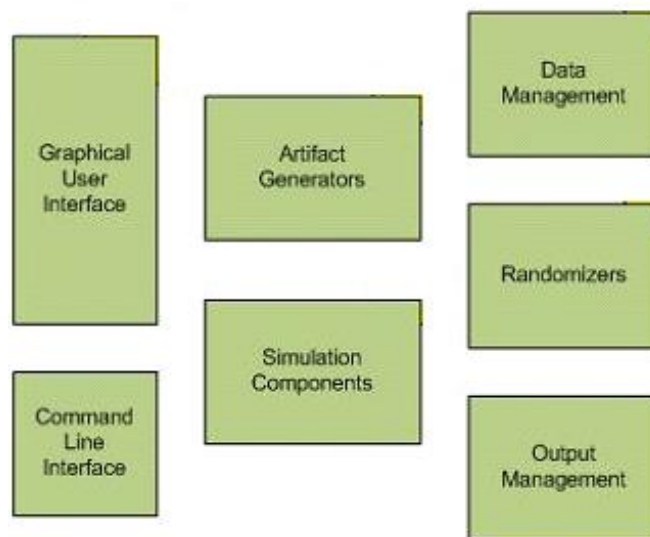 Graphical
User
Interface
Command
Line
Interface
Artifact
Generators
Simulation
Components
Data
Management
Randomizers
Output
Management